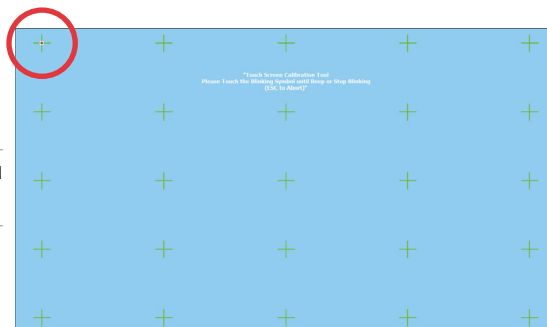 "Touch Screen Calibration Tool
Please Touch the Blinking Symbol until Beep or Stop Blinking
(ESC to Abort)"